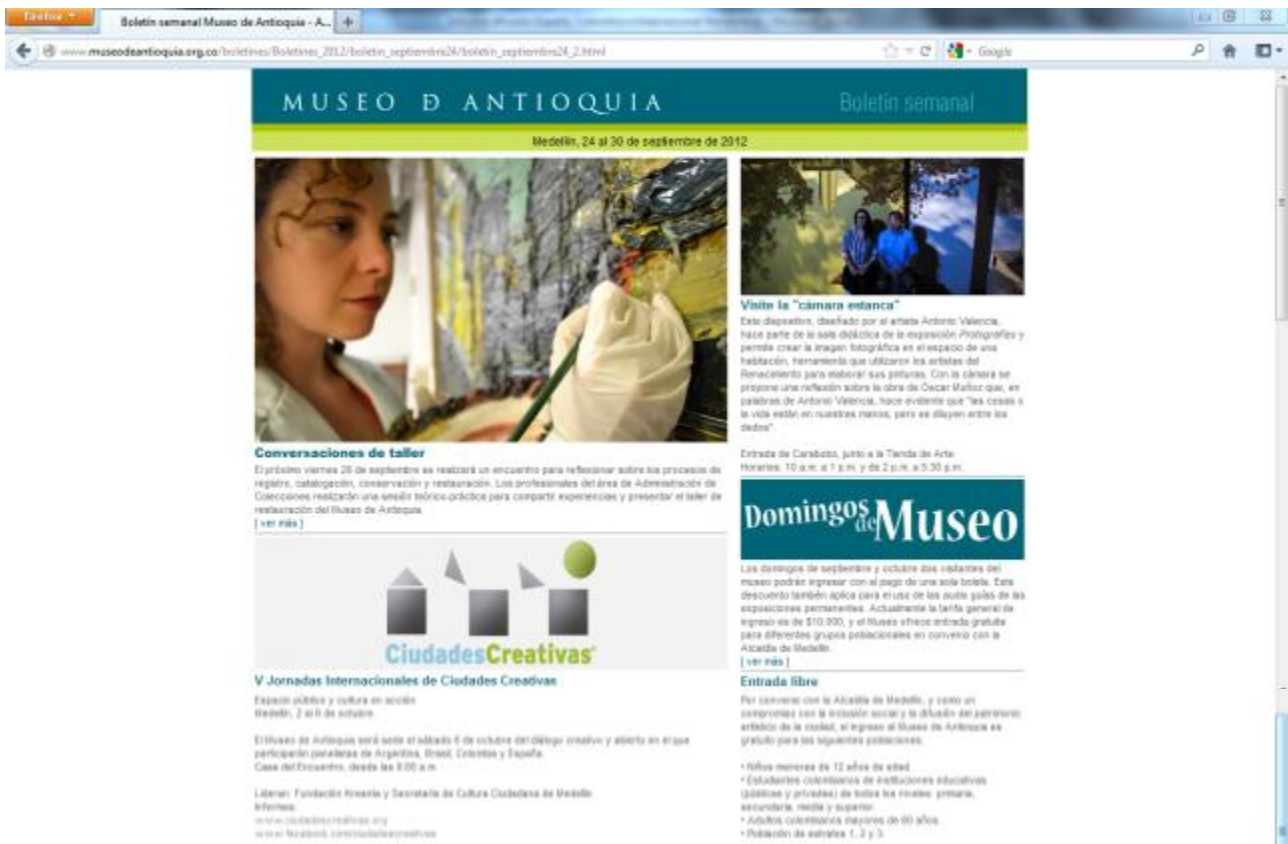 Firefox
Boletín semanal Museo de Antioquia - A...
www.museodeantioquia.org.co/boletines/Boletines_2012/boletin_septiembre24/boletin_septiembre24_2.html
Google
MUSEO Ð ANTIOQUIA
Boletín semanal
Medellín, 24 al 30 de septiembre de 2012
Conversaciones de taller
El próximo viernes 28 de septiembre se realizará un encuentro para reflexionar sobre los procesos de
registro, catalogación, conservación y restauración. Los profesionales del área de Administración de
Colecciones realizarán una sesión teórico-práctica para compartir experiencias y presentar el taller de
restauración del Museo de Antioquia.
[ ver más ]
CiudadesCreativas
V Jornadas Internacionales de Ciudades Creativas
Espacio público y cultura en acción
Medellín, 2 al 6 de octubre.
El Museo de Antioquia será sede el sábado 6 de octubre del diálogo creativo y abierto en el que
participarán panelistas de Argentina, Brasil, Colombia y España.
Casa del Encuentro, desde las 9:00 a.m.
Lideran: Fundación Kreanta y Secretaría de Cultura Ciudadana de Medellín
Informes:
www.ciudadescreativas.org
www.facebook.com/ciudadescreativas
Visite la "cámara estanca"
Este dispositivo, diseñado por el artista Antonio Valencia,
hace parte de la sala didáctica de la exposición Protografías y
permite crear la imagen fotográfica en el espacio de una
habitación, herramienta que utilizaron los artistas del
Renacimiento para elaborar sus pinturas. Con la cámara se
propone una reflexión sobre la obra de Óscar Muñoz que, en
palabras de Antonio Valencia, hace evidente que "las cosas o
la vida están en nuestras manos, pero se diluyen entre los
dedos".
Entrada de Carabobo, junto a la Tienda de Arte.
Horarios: 10 a.m. a 1 p.m. y de 2 p.m. a 5:30 p.m.
Domingos de Museo
Los domingos de septiembre y octubre dos visitantes del
museo podrán ingresar con el pago de una sola boleta. Este
descuento también aplica para el uso de las audio guías de las
exposiciones permanentes. Actualmente la tarifa general de
ingreso es de $10.000, y el Museo ofrece entrada gratuita
para diferentes grupos poblacionales en convenio con la
Alcaldía de Medellín.
[ ver más ]
Entrada libre
Por convenio con la Alcaldía de Medellín, y como un
compromiso con la inclusión social y la difusión del patrimonio
artístico de la ciudad, el ingreso al Museo de Antioquia es
gratuito para las siguientes poblaciones:
• Niños menores de 12 años de edad.
• Estudiantes colombianos de instituciones educativas
(públicas y privadas) de todos los niveles: primaria,
secundaria, media y superior.
• Adultos colombianos mayores de 60 años.
• Población de estratos 1, 2 y 3.